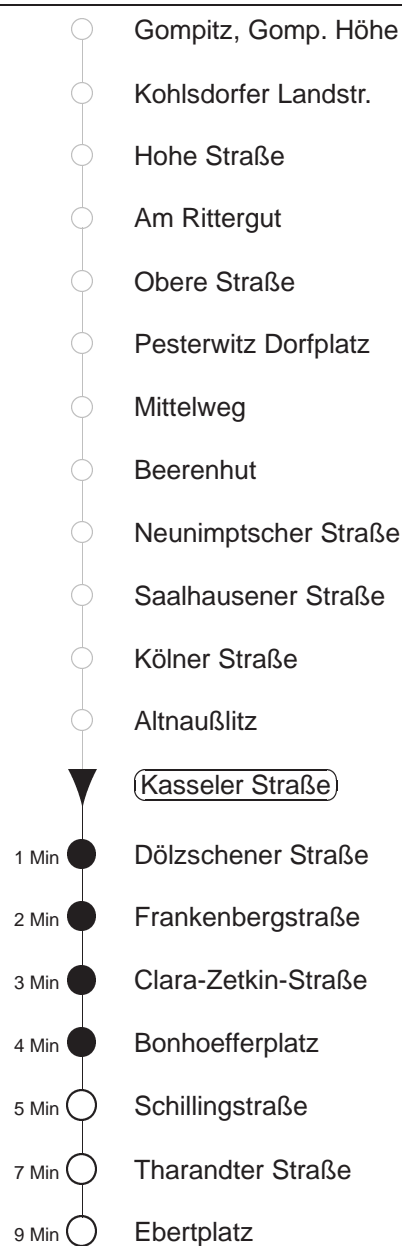 Gompitz, Gomp. Höhe
Kohlsdorfer Landstr.
Hohe Straße
Am Rittergut
Obere Straße
Pesterwitz Dorfplatz
Mittelweg
Beerenhut
Neunimptscher Straße
Saalhausener Straße
Kölner Straße
Altnaußlitz
Kasseler Straße
1 Min Dölzschener Straße
2 Min Frankenbergstraße
3 Min Clara-Zetkin-Straße
4 Min Bonhoefferplatz
5 Min Schillingstraße
7 Min Tharandter Straße
9 Min Ebertplatz